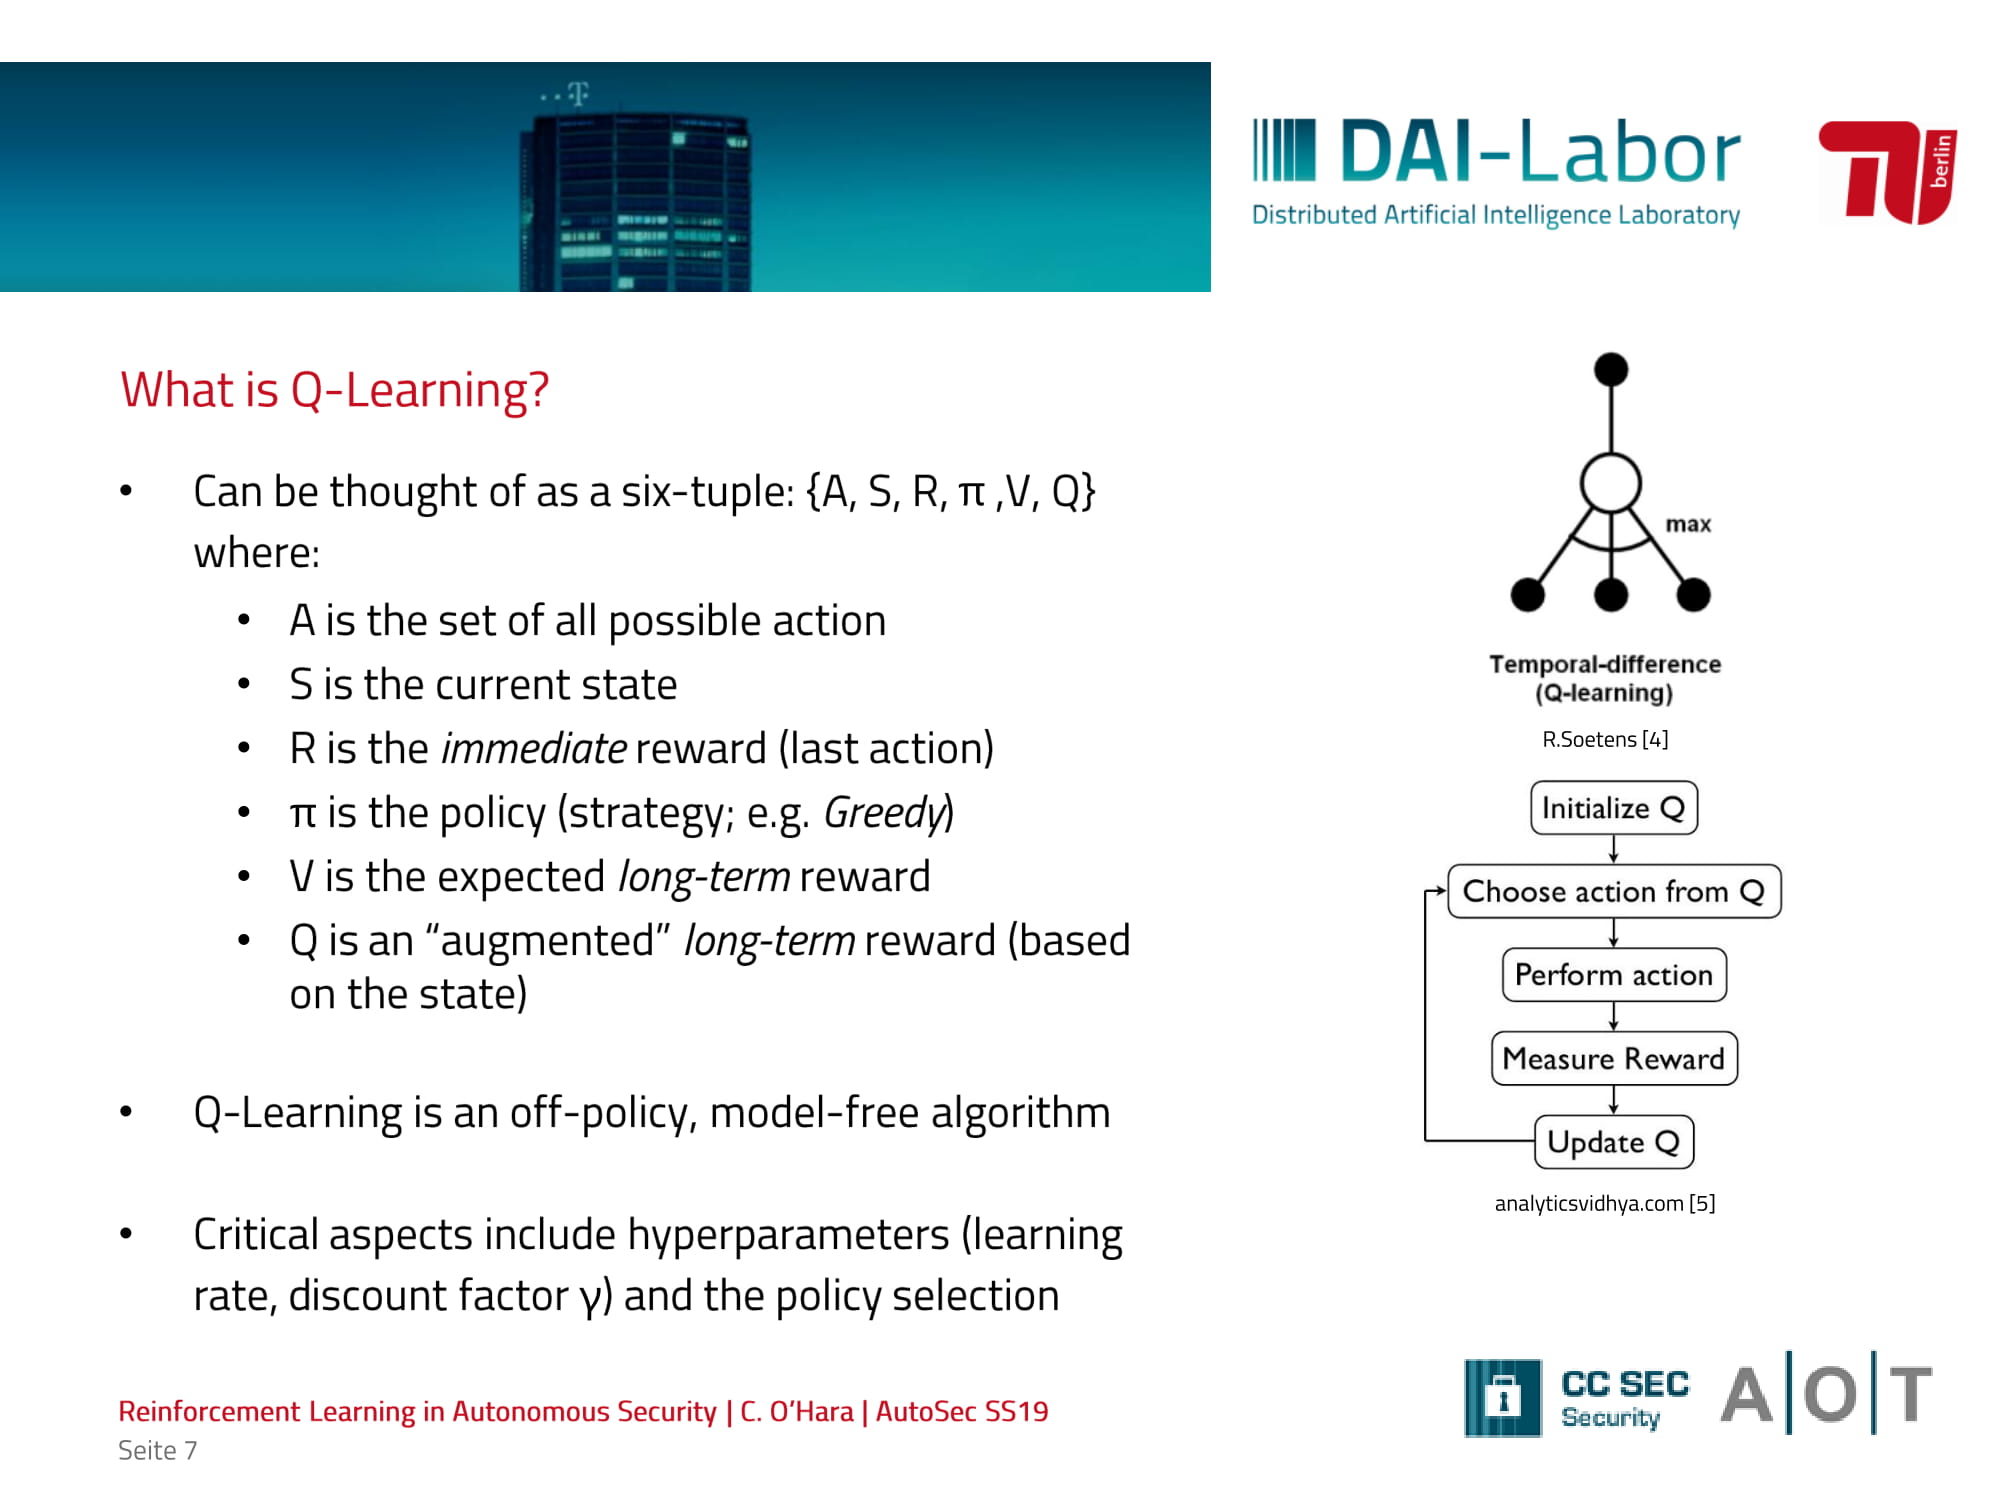 DAI-Labor
Distributed Artificial Intelligence Laboratory
berlin
What is Q-Learning?
• Can be thought of as a six-tuple: {A, S, R, π ,V, Q}
where:
• A is the set of all possible action
• S is the current state
• R is the immediate reward (last action)
• π is the policy (strategy; e.g. Greedy)
• V is the expected long-term reward
• Q is an “augmented” long-term reward (based
on the state)
• Q-Learning is an off-policy, model-free algorithm
• Critical aspects include hyperparameters (learning
rate, discount factor γ) and the policy selection
max
Temporal-difference
(Q-learning)
R.Soetens [4]
Initialize Q
Choose action from Q
Perform action
Measure Reward
Update Q
analyticsvidhya.com [5]
Reinforcement Learning in Autonomous Security | C. O’Hara | AutoSec SS19
Seite 7
CC SEC
Security
A|O|T